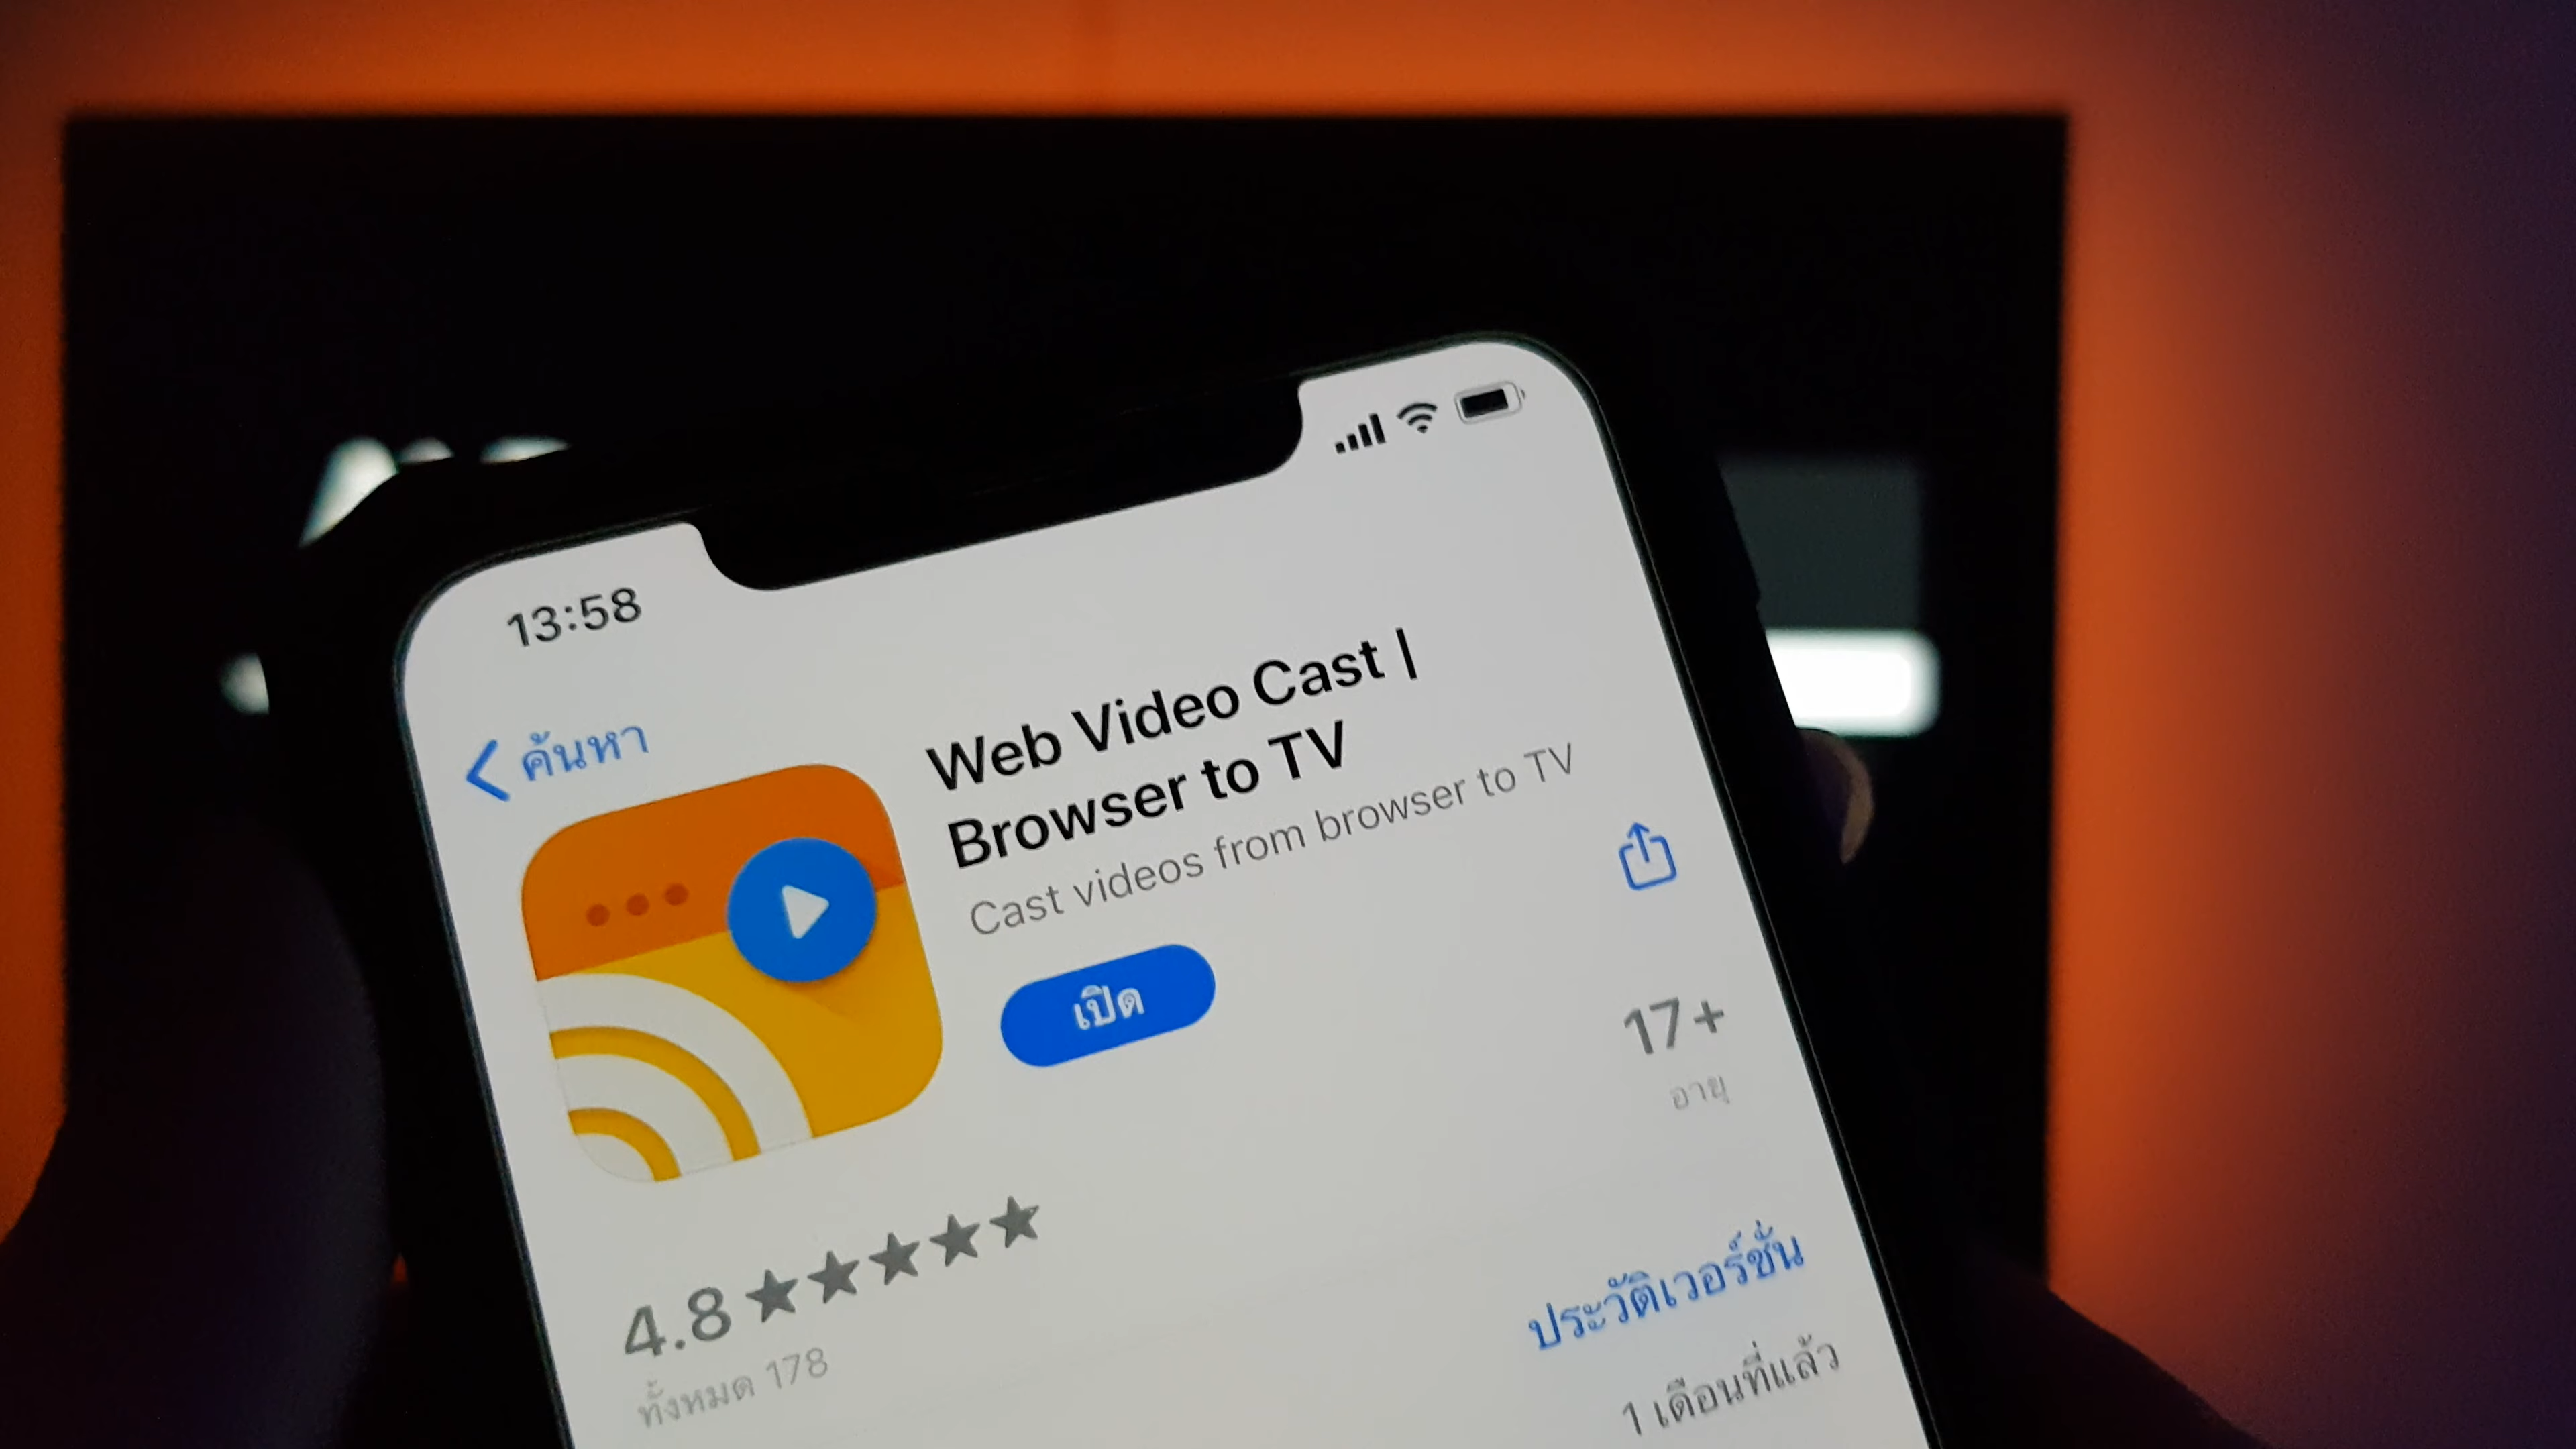 13:58
ค้นหา
Web Video Cast |
Browser to TV
Cast videos from browser to TV
เปิด
17+
อายุ
4.8 ★★★★★
ทั้งหมด 178
ประวัติเวอร์ชั่น
1 เดือนที่แล้ว